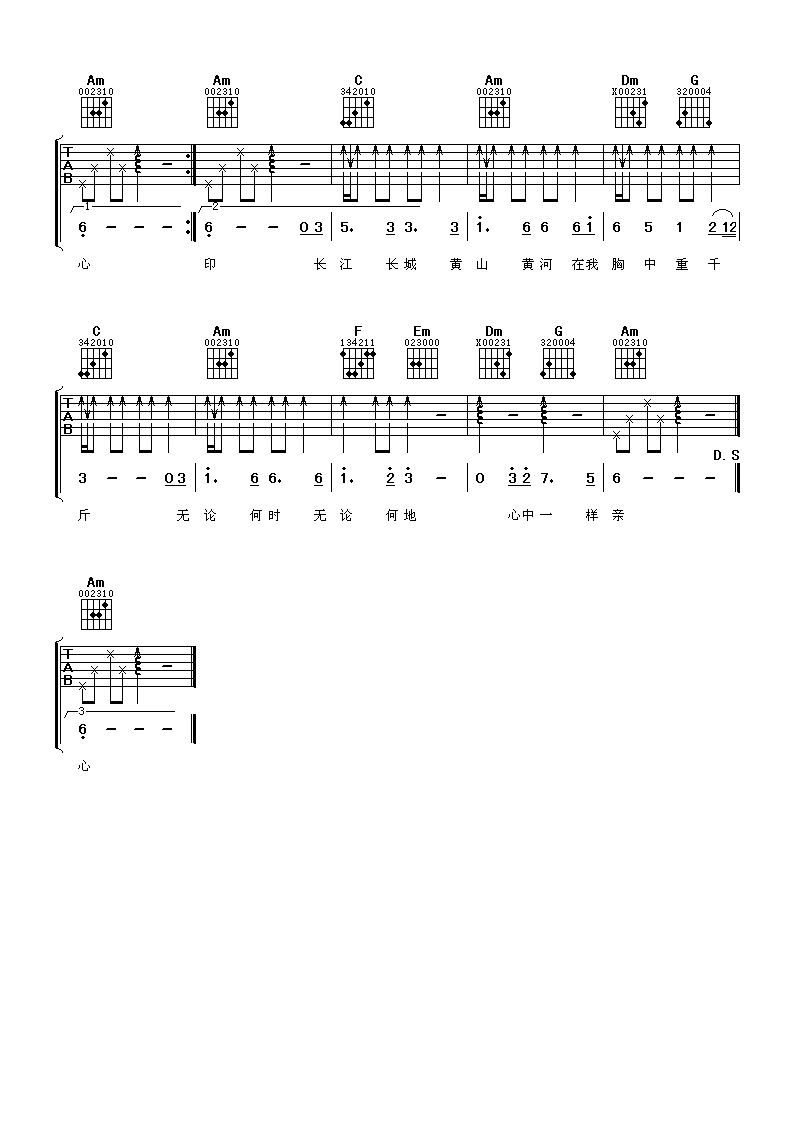 Am Am C Am Dm G
002310 002310 342010 002310 X00231 320004
T
A
B
1 2
6 - - - 6 - - 0 3 5. 3 3. 3 1. 6 6 6 1 6 5 1 2 12
心 印 长 江 长 城 黄 山 黄 河 在 我 胸 中 重 千
C Am F Em Dm G Am
342010 002310 134211 023000 X00231 320004 002310
T
A
B
D.S
3 - - 0 3 1. 6 6. 6 1. 2 3 - 0 3 2 7. 5 6 - - -
斤 无 论 何 时 无 论 何 地 心 中 一 样 亲
Am
002310
T
A
B
3
6 - - -
心